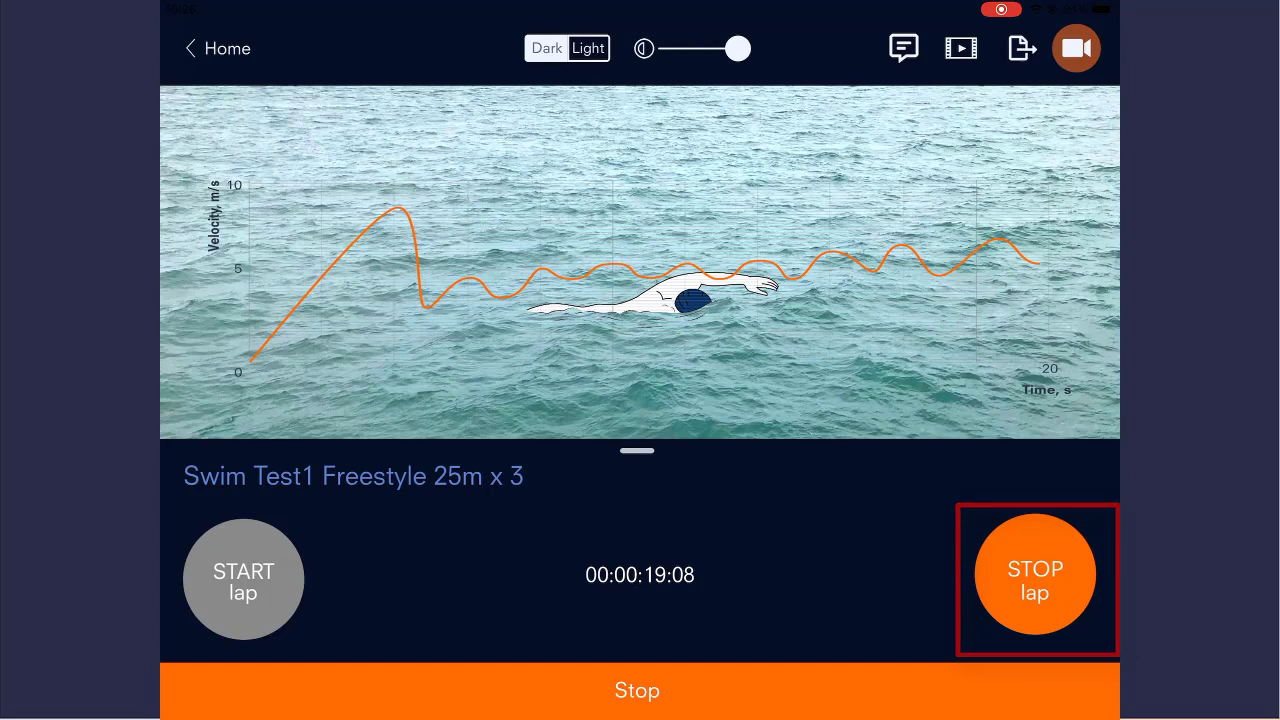 Home
Dark Light
Velocity, m/s
10
5
0
20
Time, s
Swim Test1 Freestyle 25m x 3
START
lap
00:00:19:08
STOP
lap
Stop